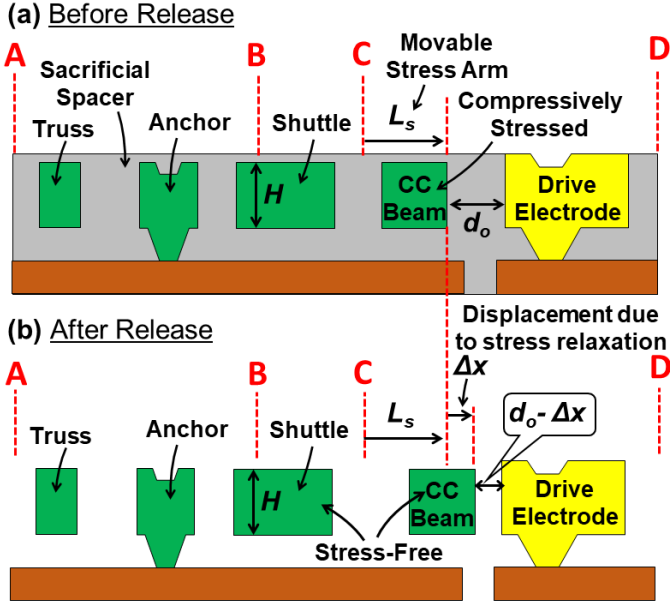 (a) Before Release
A
B
C
D
Movable
Stress Arm
Sacrificial
Spacer
Truss
Anchor
Shuttle
Ls
Compressively
Stressed
H
CC
Beam
do
Drive
Electrode
(b) After Release
Displacement due
to stress relaxation
Δx
A
B
C
D
Ls
do - Δx
Truss
Anchor
Shuttle
H
CC
Beam
Drive
Electrode
Stress-Free